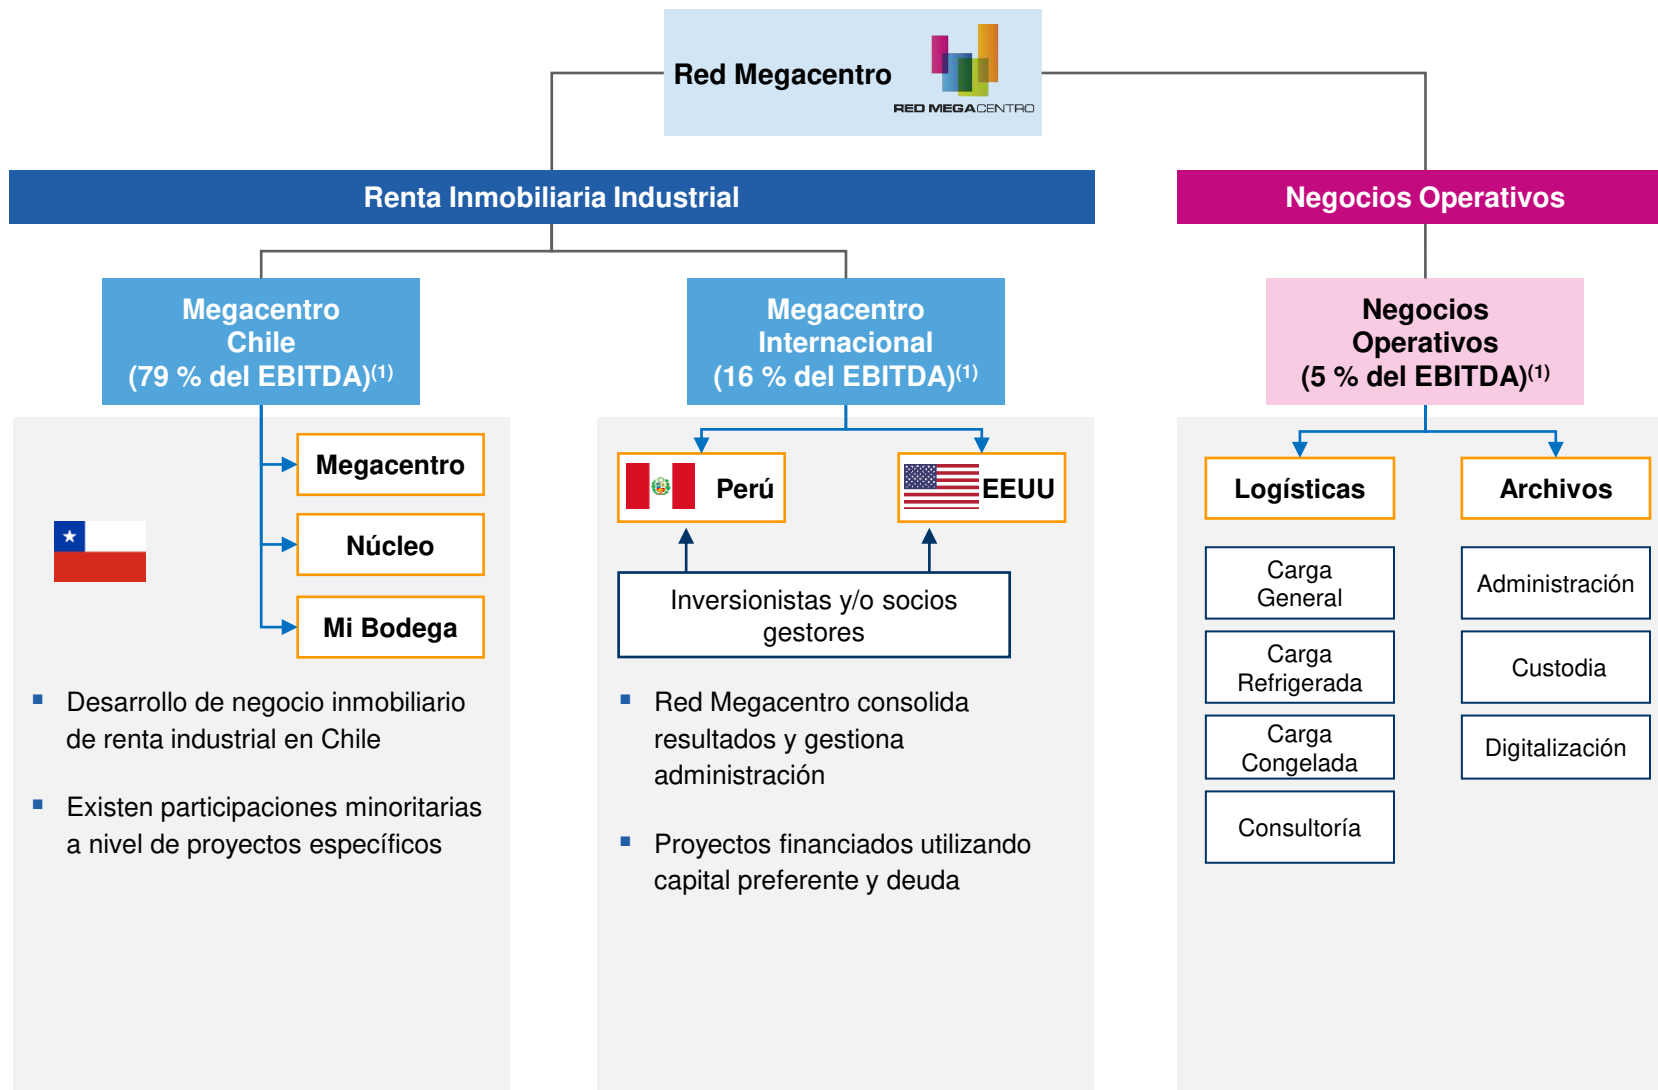 Red Megacentro
RED MEGACENTRO
Renta Inmobiliaria Industrial
Negocios Operativos
Megacentro
Chile
(79 % del EBITDA)(1)
Megacentro
Internacional
(16 % del EBITDA)(1)
Negocios
Operativos
(5 % del EBITDA)(1)
Megacentro
Núcleo
Mi Bodega
Desarrollo de negocio inmobiliario
de renta industrial en Chile
Existen participaciones minoritarias
a nivel de proyectos específicos
Perú
EEUU
Inversionistas y/o socios
gestores
Red Megacentro consolida
resultados y gestiona
administración
Proyectos financiados utilizando
capital preferente y deuda
Logísticas
Carga
General
Carga
Refrigerada
Carga
Congelada
Consultoría
Archivos
Administración
Custodia
Digitalización